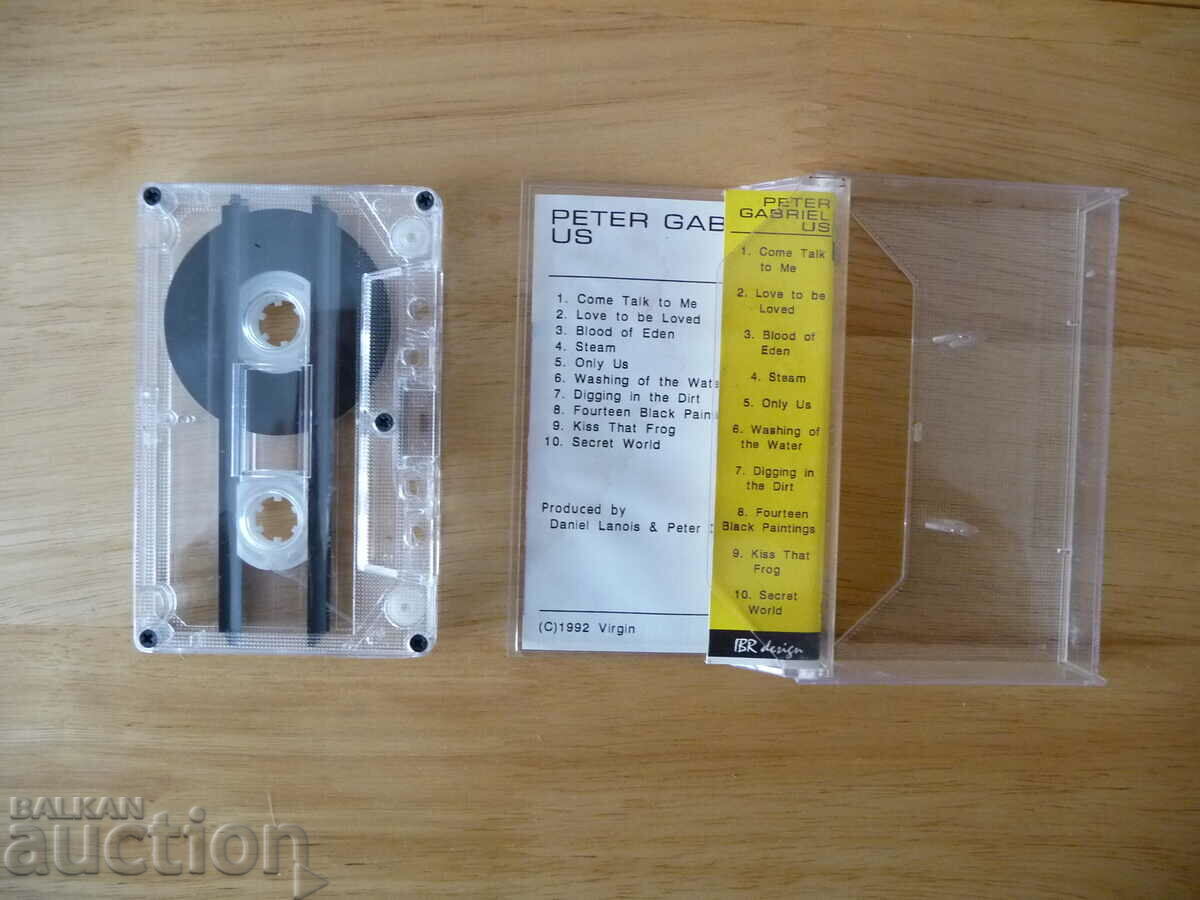 PETER GAB
US
1. Come Talk to Me
2. Love to be Loved
3. Blood of Eden
4. Steam
5. Only Us
6. Washing of the Wate
7. Digging in the Dirt
8. Fourteen Black Paint
9. Kiss That Frog
10. Secret World
Produced by
Daniel Lanois & Peter
(C)1992 Virgin
PETER
GABRIEL
US
1. Come Talk
to Me
2. Love to be
Loved
3. Blood of
Eden
4. Steam
5. Only Us
6. Washing of
the Water
7. Digging in
the Dirt
8. Fourteen
Black Paintings
9. Kiss That
Frog
10. Secret
World
IBR design
BALKAN
auction